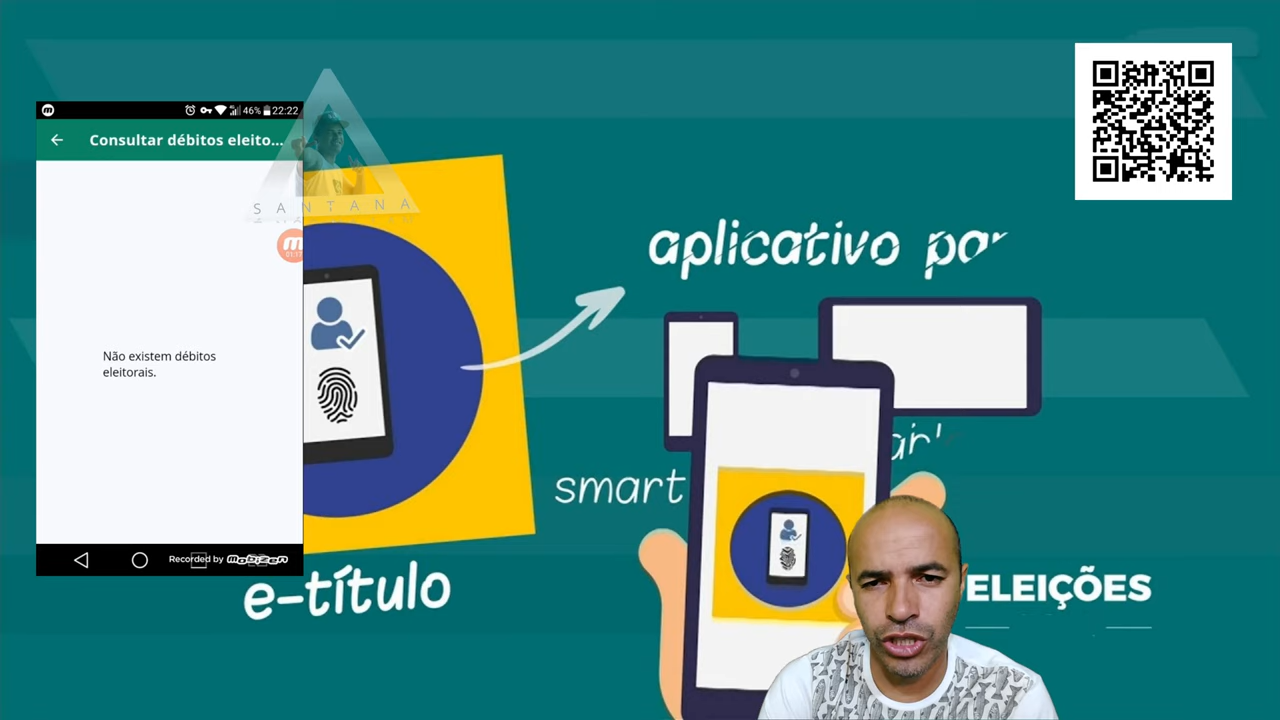 46% 22:22
Consultar débitos eleito...
SANTANA
Não existem débitos
eleitorais.
Recorded by mobizen
e-título
aplicativo par
smart
ELEIÇÕES